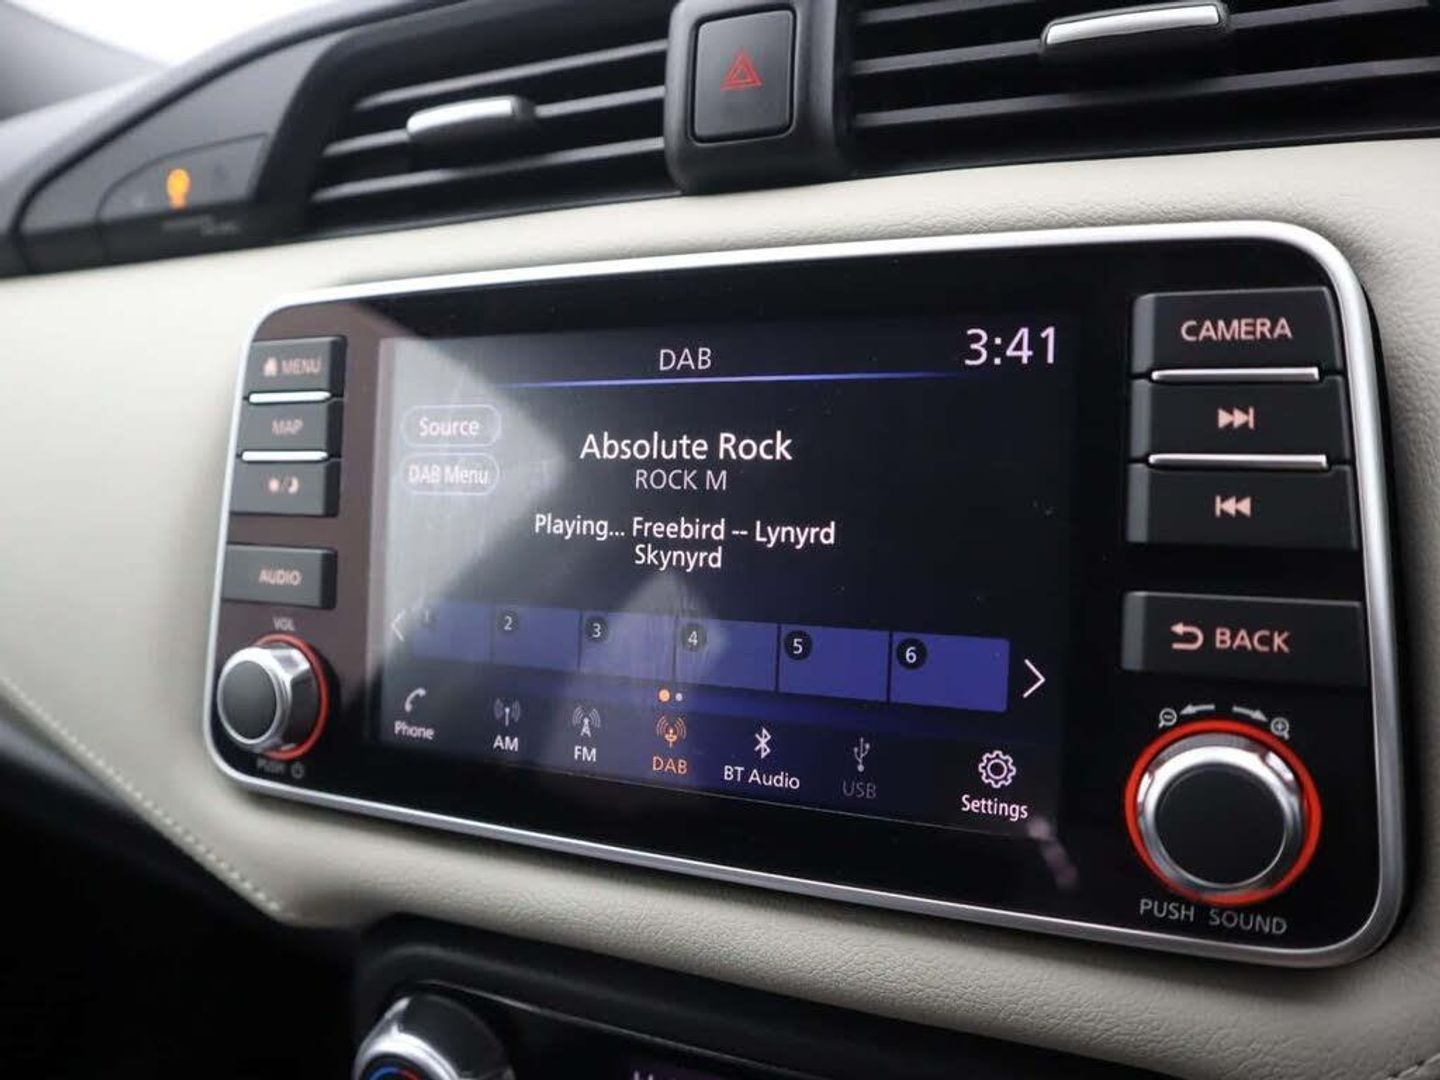 MENU
MAP
AUDIO
VOL
PUSH
DAB
3:41
Source
DAB Menu
Absolute Rock
ROCK M
Playing... Freebird -- Lynyrd
Skynyrd
1 2 3 4 5 6
Phone
AM
FM
DAB
BT Audio
USB
Settings
CAMERA
BACK
PUSH SOUND